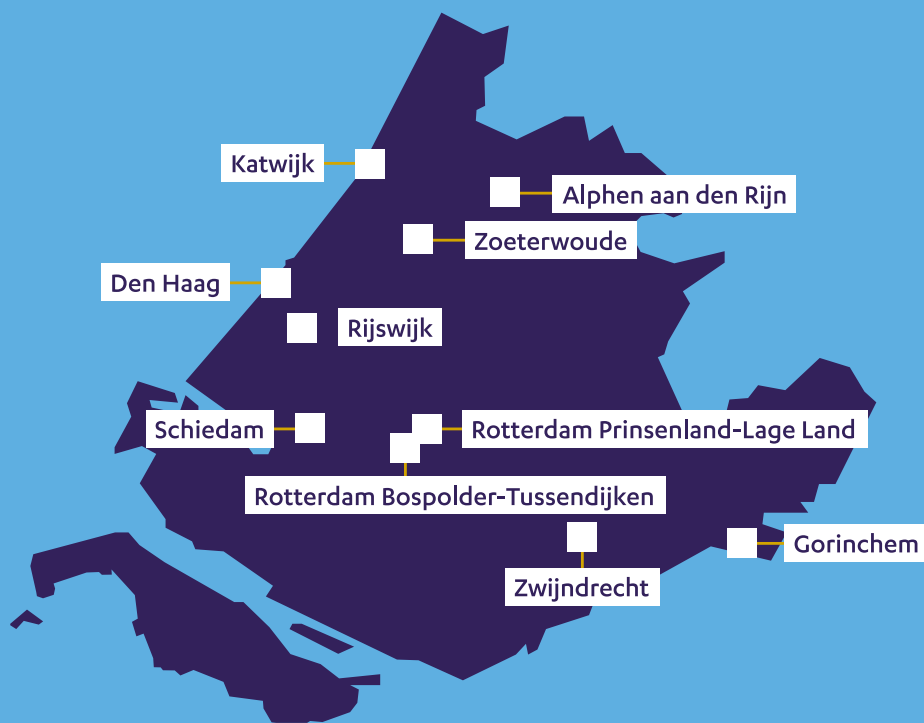 Katwijk
Alphen aan den Rijn
Zoeterwoude
Den Haag
Rijswijk
Schiedam
Rotterdam Prinsenland-Lage Land
Rotterdam Bospolder-Tussendijken
Gorinchem
Zwijndrecht